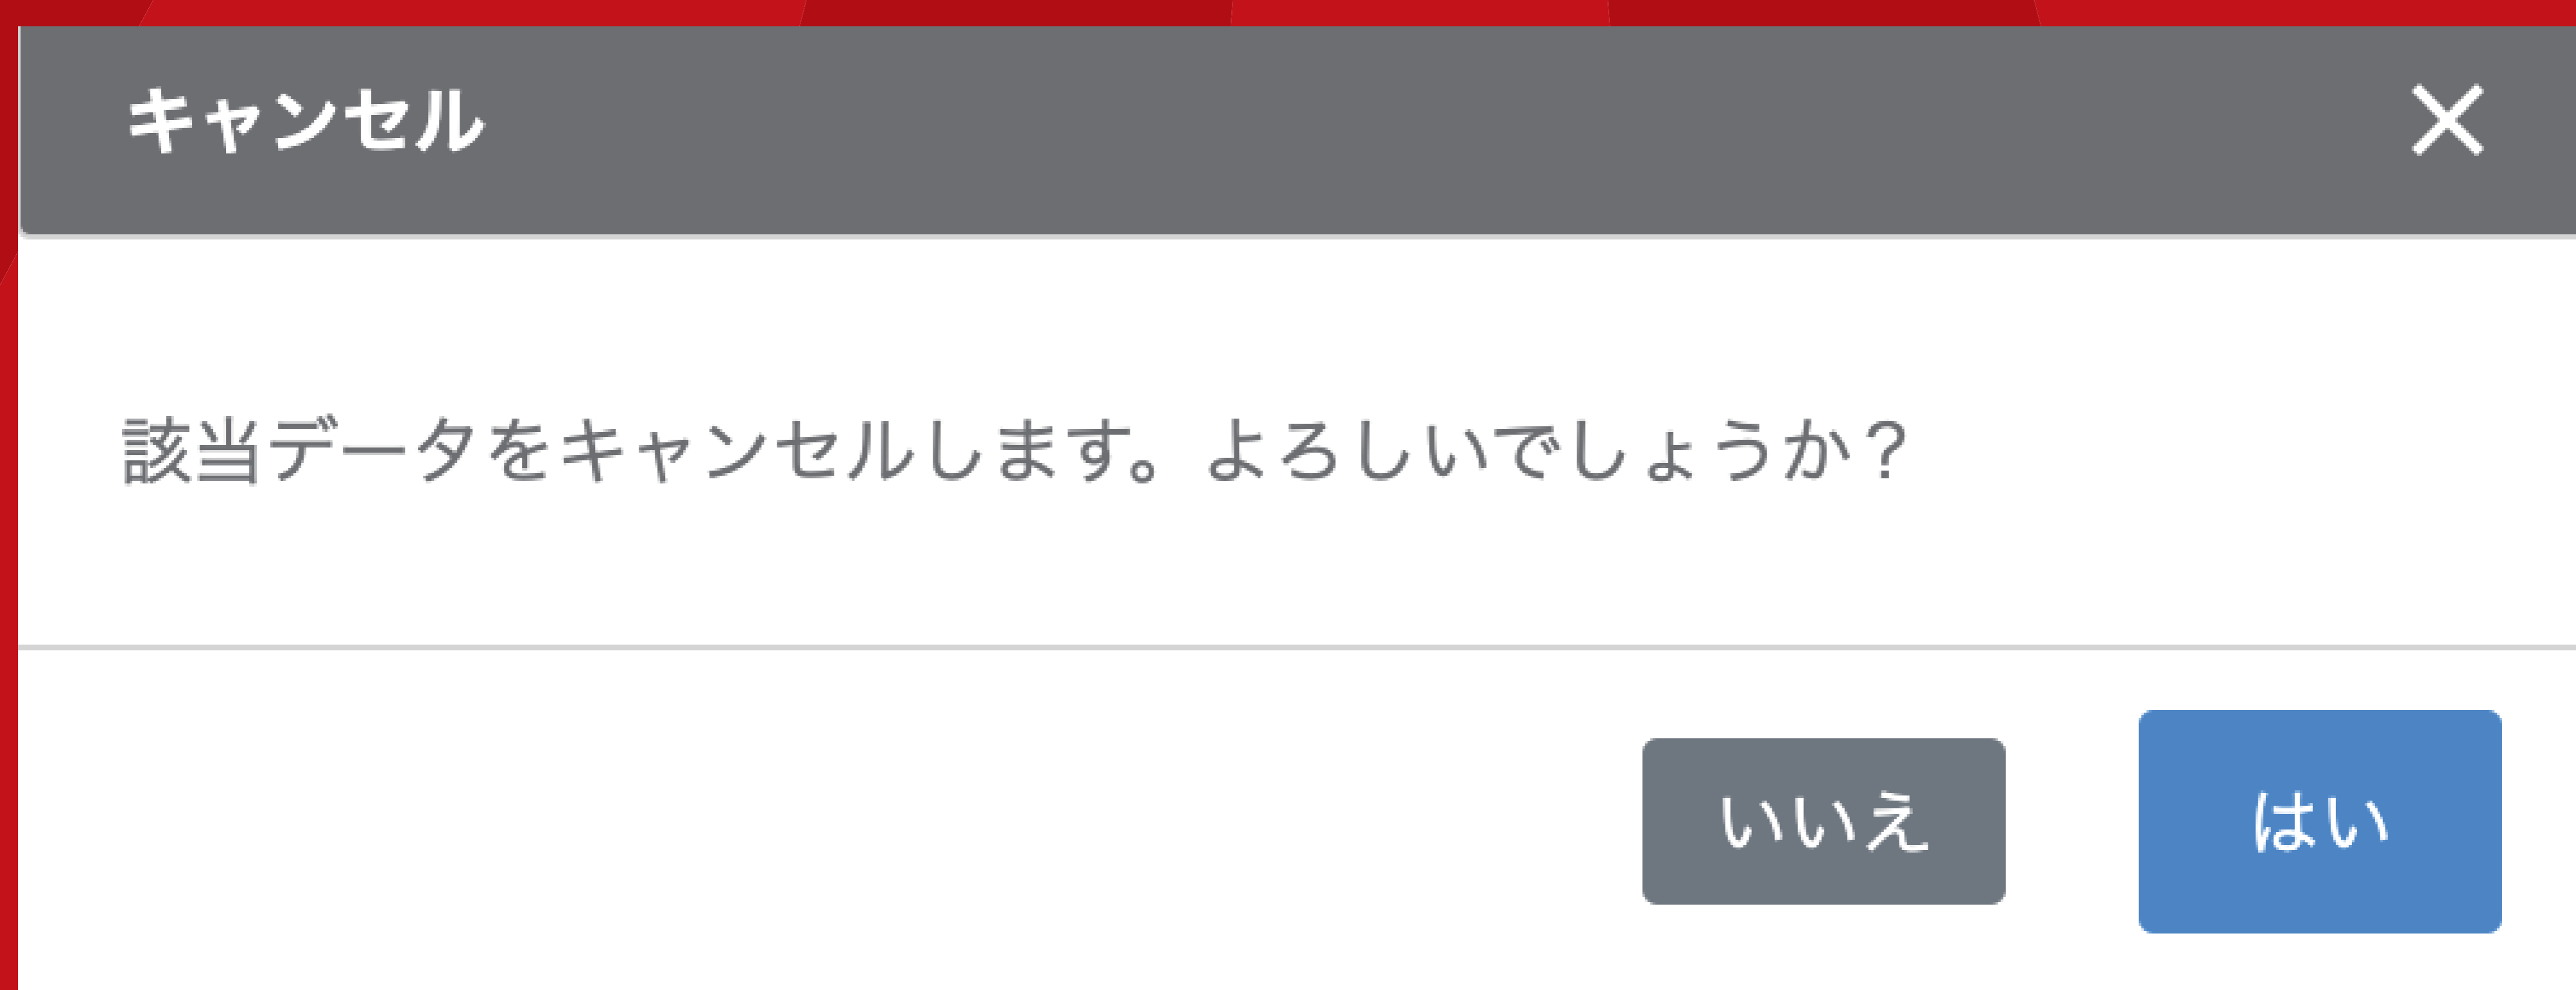 キャンセル
該当データをキャンセルします。よろしいでしょうか？
いいえ
はい